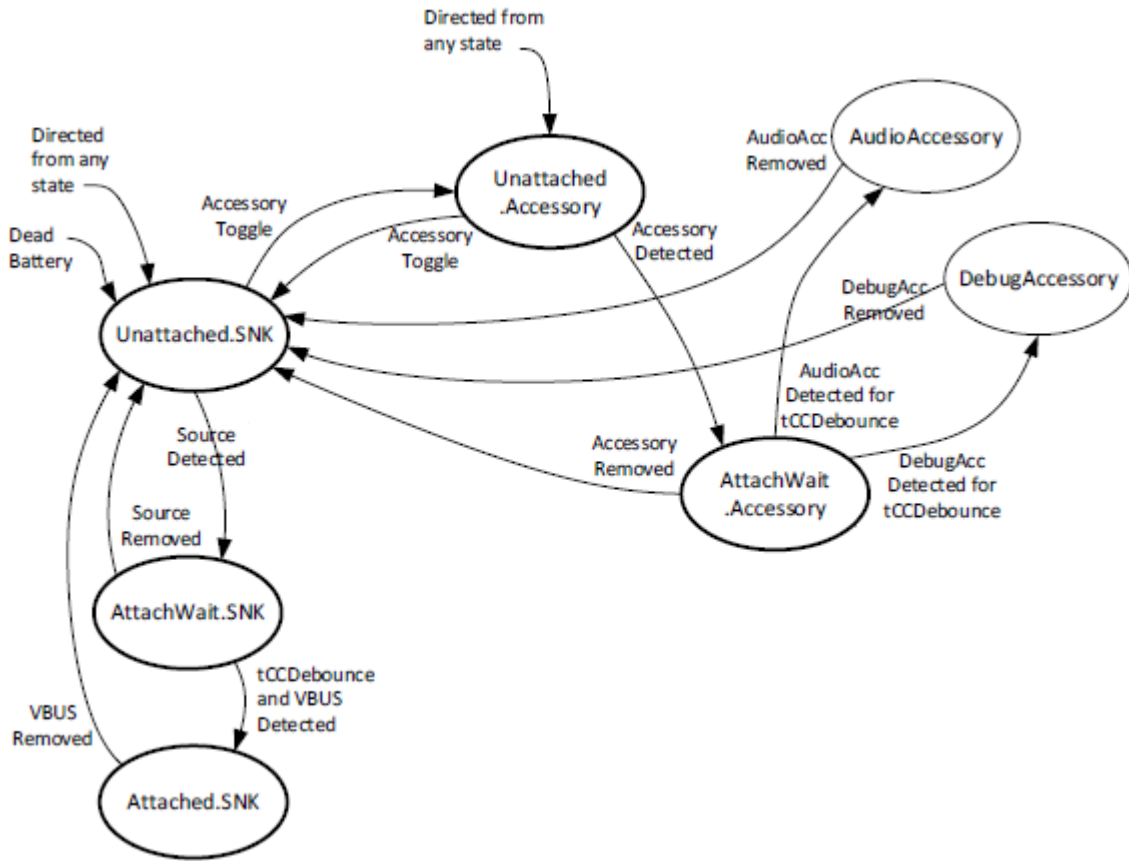 Directed from
any state
Directed
from any
state
Dead
Battery
Accessory
Toggle
Accessory
Toggle
Unattached
.Accessory
AudioAcc
Removed
AudioAccessory
Accessory
Detected
DebugAcc
Removed
DebugAccessory
Unattached.SNK
AudioAcc
Detected for
tCCDebounce
Source
Detected
Accessory
Removed
AttachWait
.Accessory
DebugAcc
Detected for
tCCDebounce
Source
Removed
AttachWait.SNK
tCCDebounce
and VBUS
Detected
VBUS
Removed
Attached.SNK